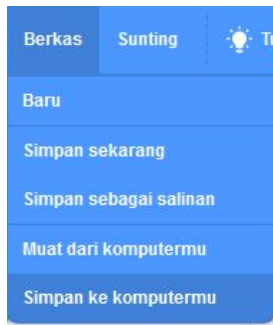 Berkas Sunting
Baru
Simpan sekarang
Simpan sebagai salinan
Muat dari komputermu
Simpan ke komputermu